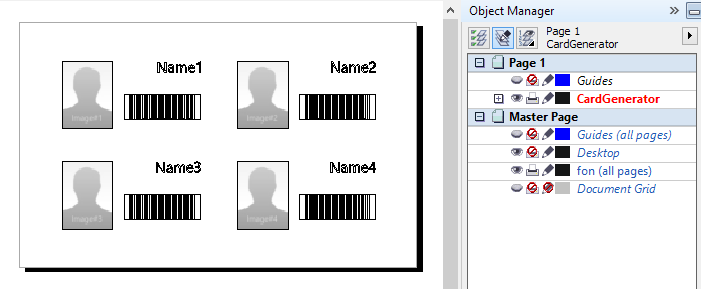 Name1
Image#1
Name2
Image#2
Name3
Image#3
Name4
Image#4
Object Manager
Page 1
CardGenerator
Page 1
Guides
CardGenerator
Master Page
Guides (all pages)
Desktop
fon (all pages)
Document Grid